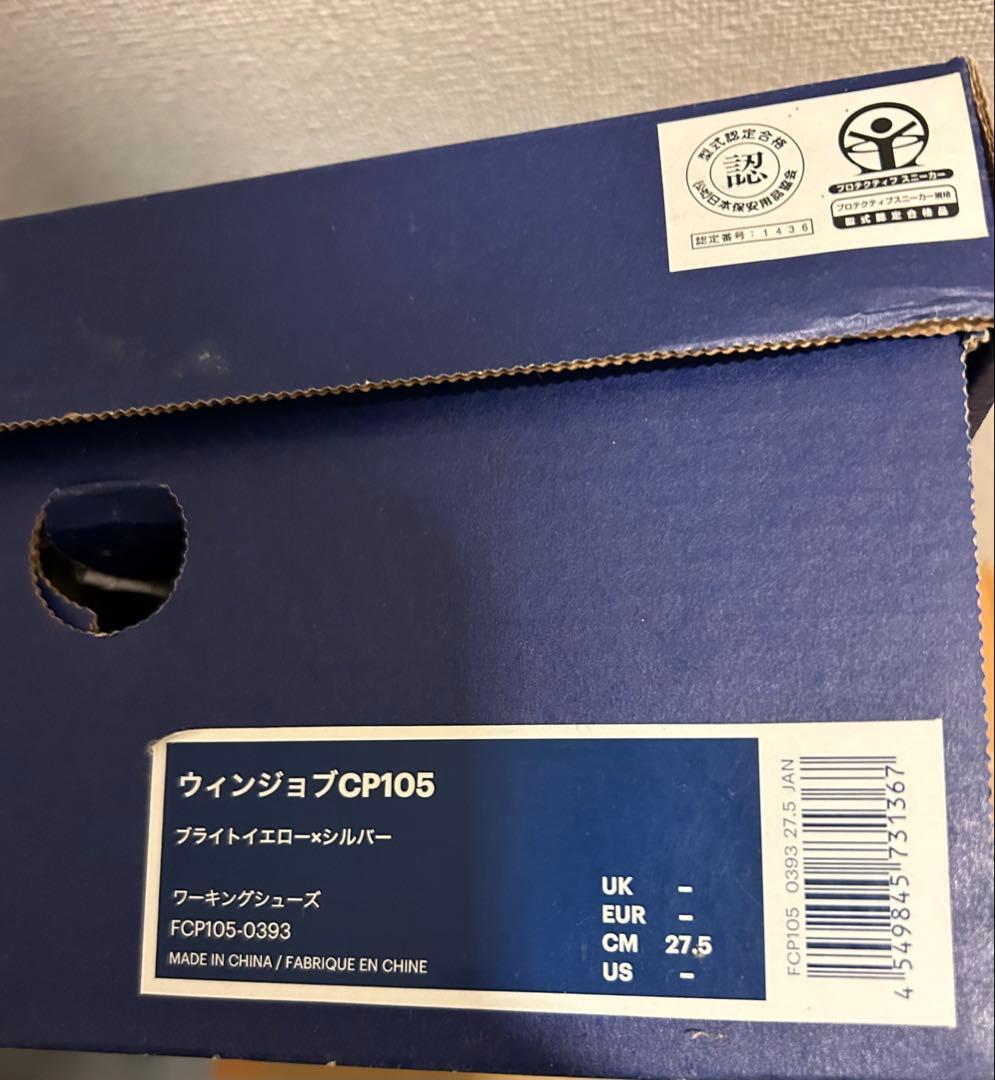 型式認定合格
認
(公社)日本保安用品協会
認定番号：1436
プロテクティブ スニーカー
プロテクティブスニーカー規格
型式認定合格品
ウィンジョブCP105
ブライトイエロー×シルバー
ワーキングシューズ
FCP105-0393
MADE IN CHINA / FABRIQUE EN CHINE
UK –
EUR –
CM 27.5
US –
FCP105 0393 27.5 JAN
4 549845 731367